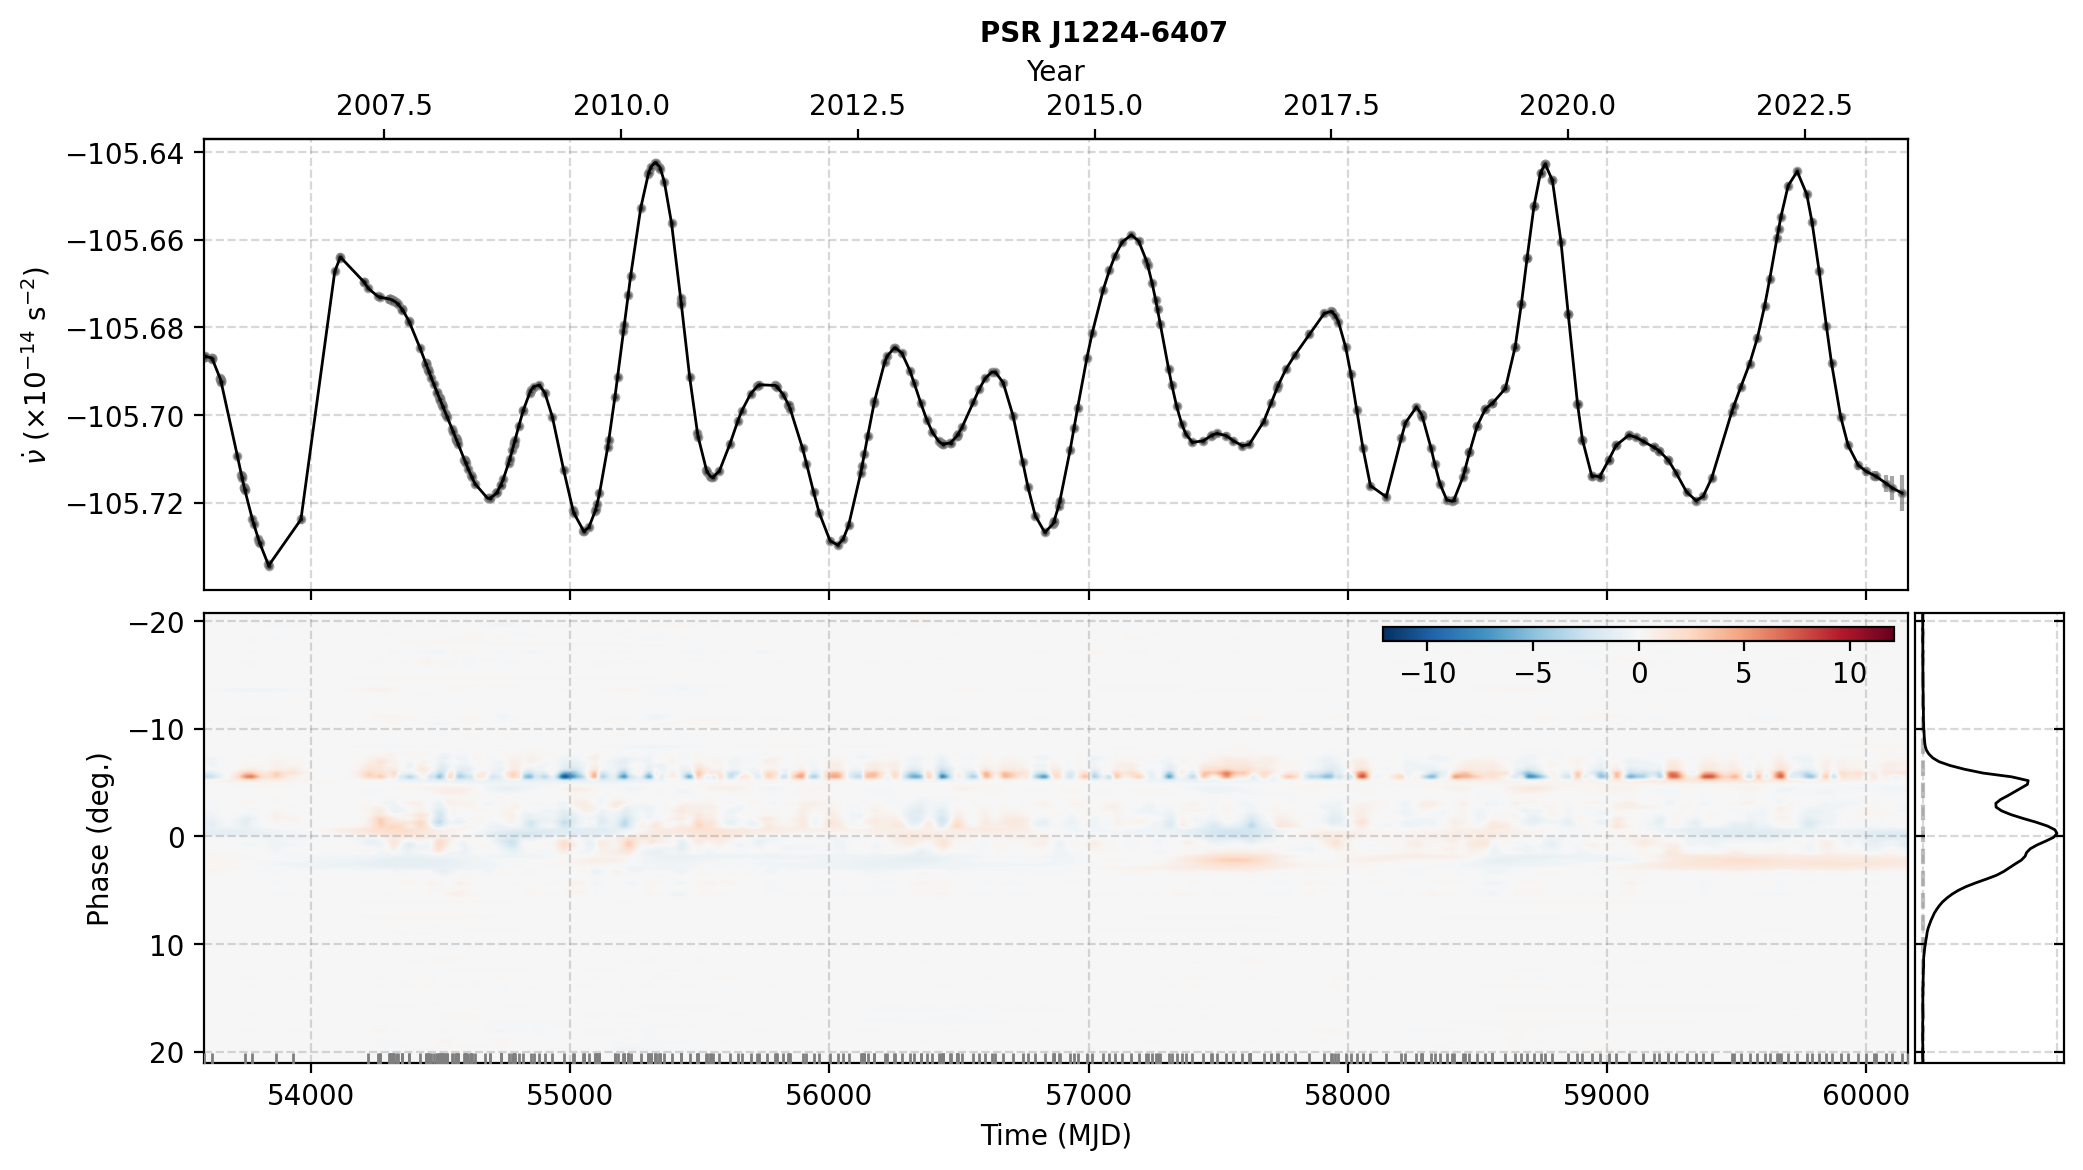 PSR J1224-6407
Year
2007.5 2010.0 2012.5 2015.0 2017.5 2020.0 2022.5
−105.64
−105.66
−105.68
−105.70
−105.72
ν̇ (×10⁻¹⁴ s⁻²)
−20
−10
0
10
20
Phase (deg.)
−10 −5 0 5 10
54000 55000 56000 57000 58000 59000 60000
Time (MJD)